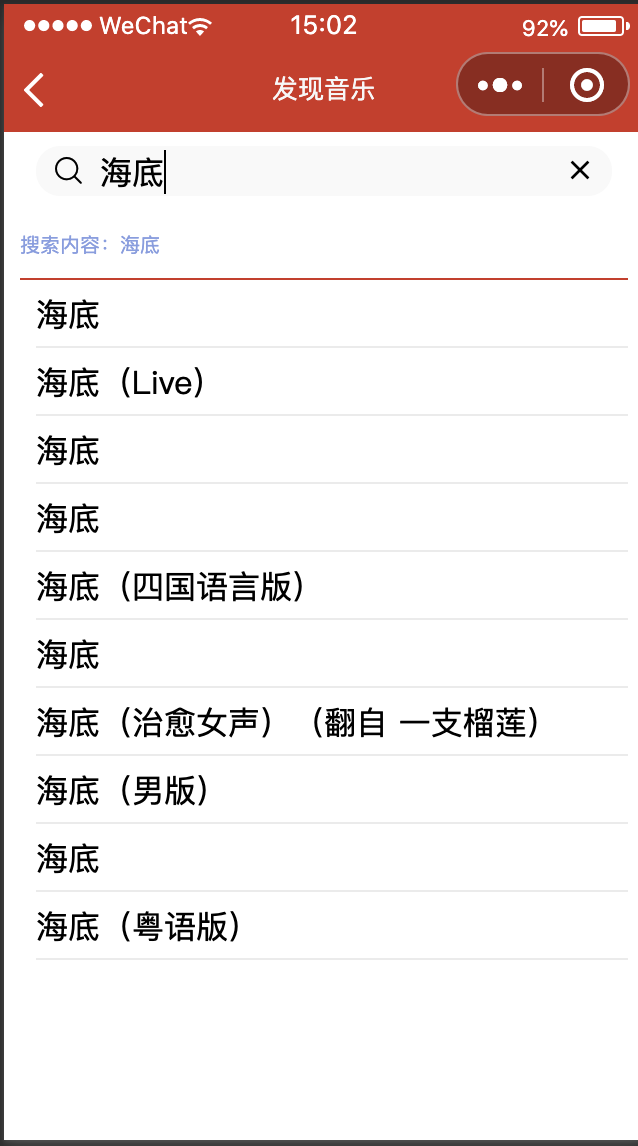 WeChat 15:02 92%
发现音乐
海底
搜索内容：海底
海底
海底（Live）
海底
海底
海底（四国语言版）
海底
海底（治愈女声）（翻自 一支榴莲）
海底（男版）
海底
海底（粤语版）